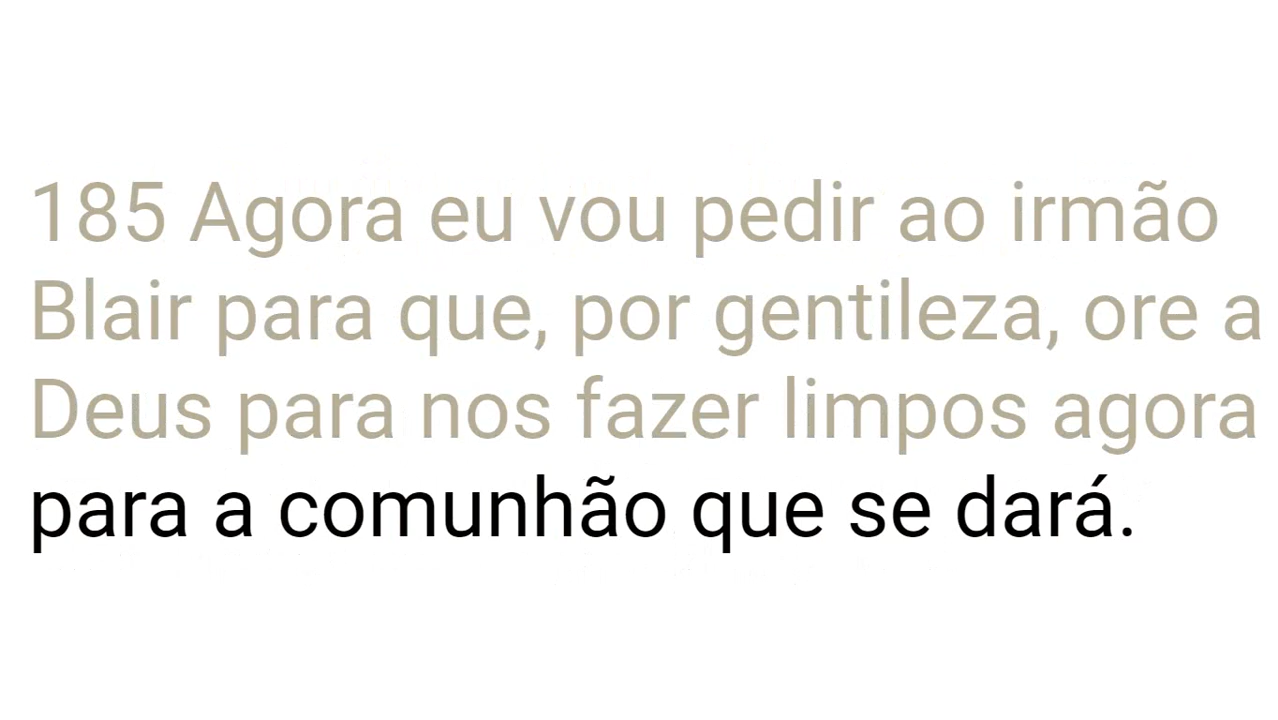 185 Agora eu vou pedir ao irmão
Blair para que, por gentileza, ore a
Deus para nos fazer limpos agora
para a comunhão que se dará.